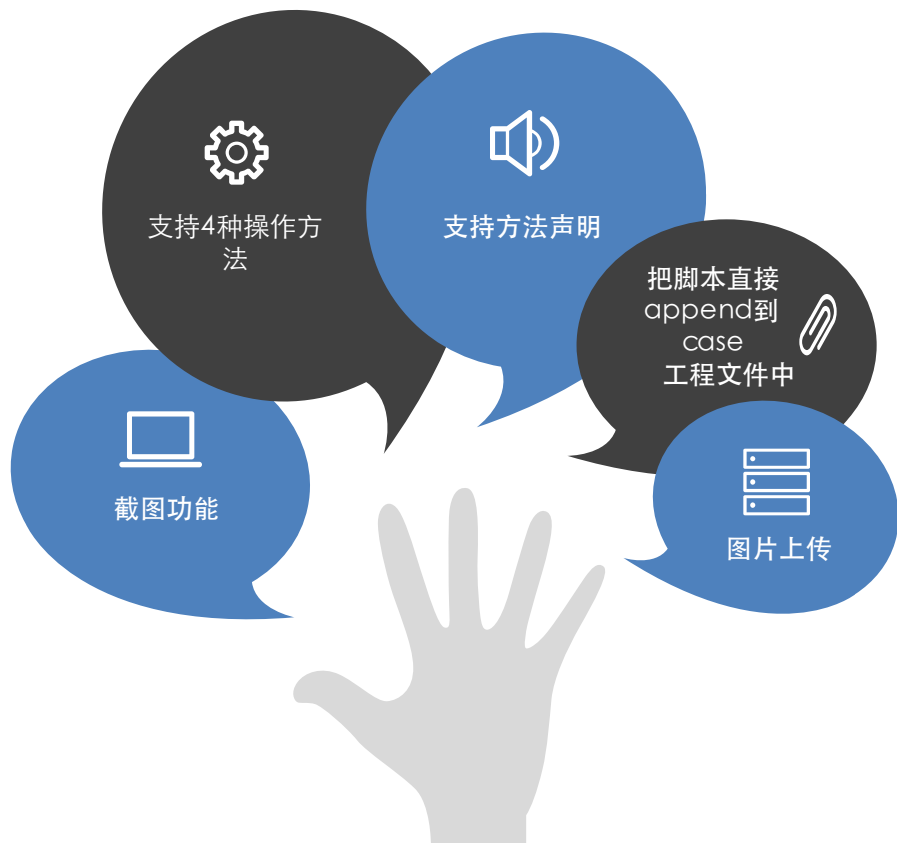 支持4种操作方
法
支持方法声明
把脚本直接
append到
case
工程文件中
截图功能
图片上传